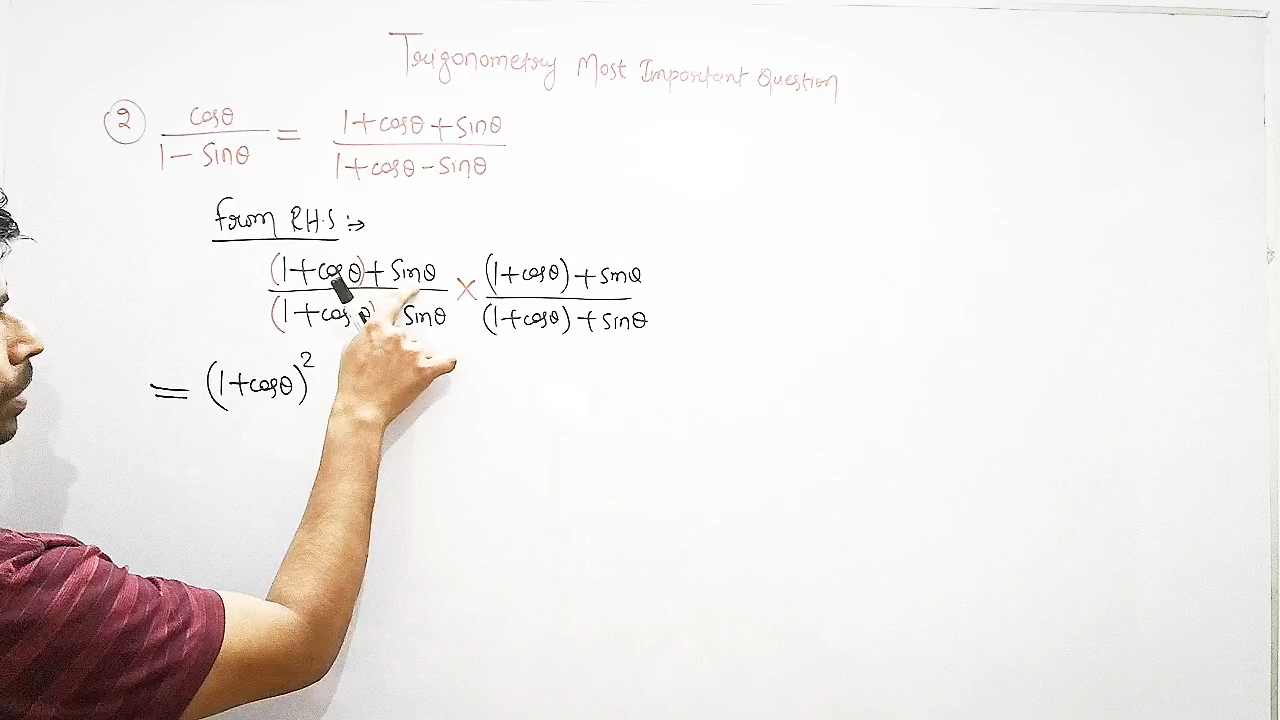 Trigonometry Most Important Question
② cosθ / 1 - sinθ = 1+cosθ+sinθ / 1+cosθ-sinθ
From R.H.S :→
(1+cosθ)+sinθ / (1+cosθ)-sinθ × (1+cosθ)+sinθ / (1+cosθ)+sinθ
= (1+cosθ)²